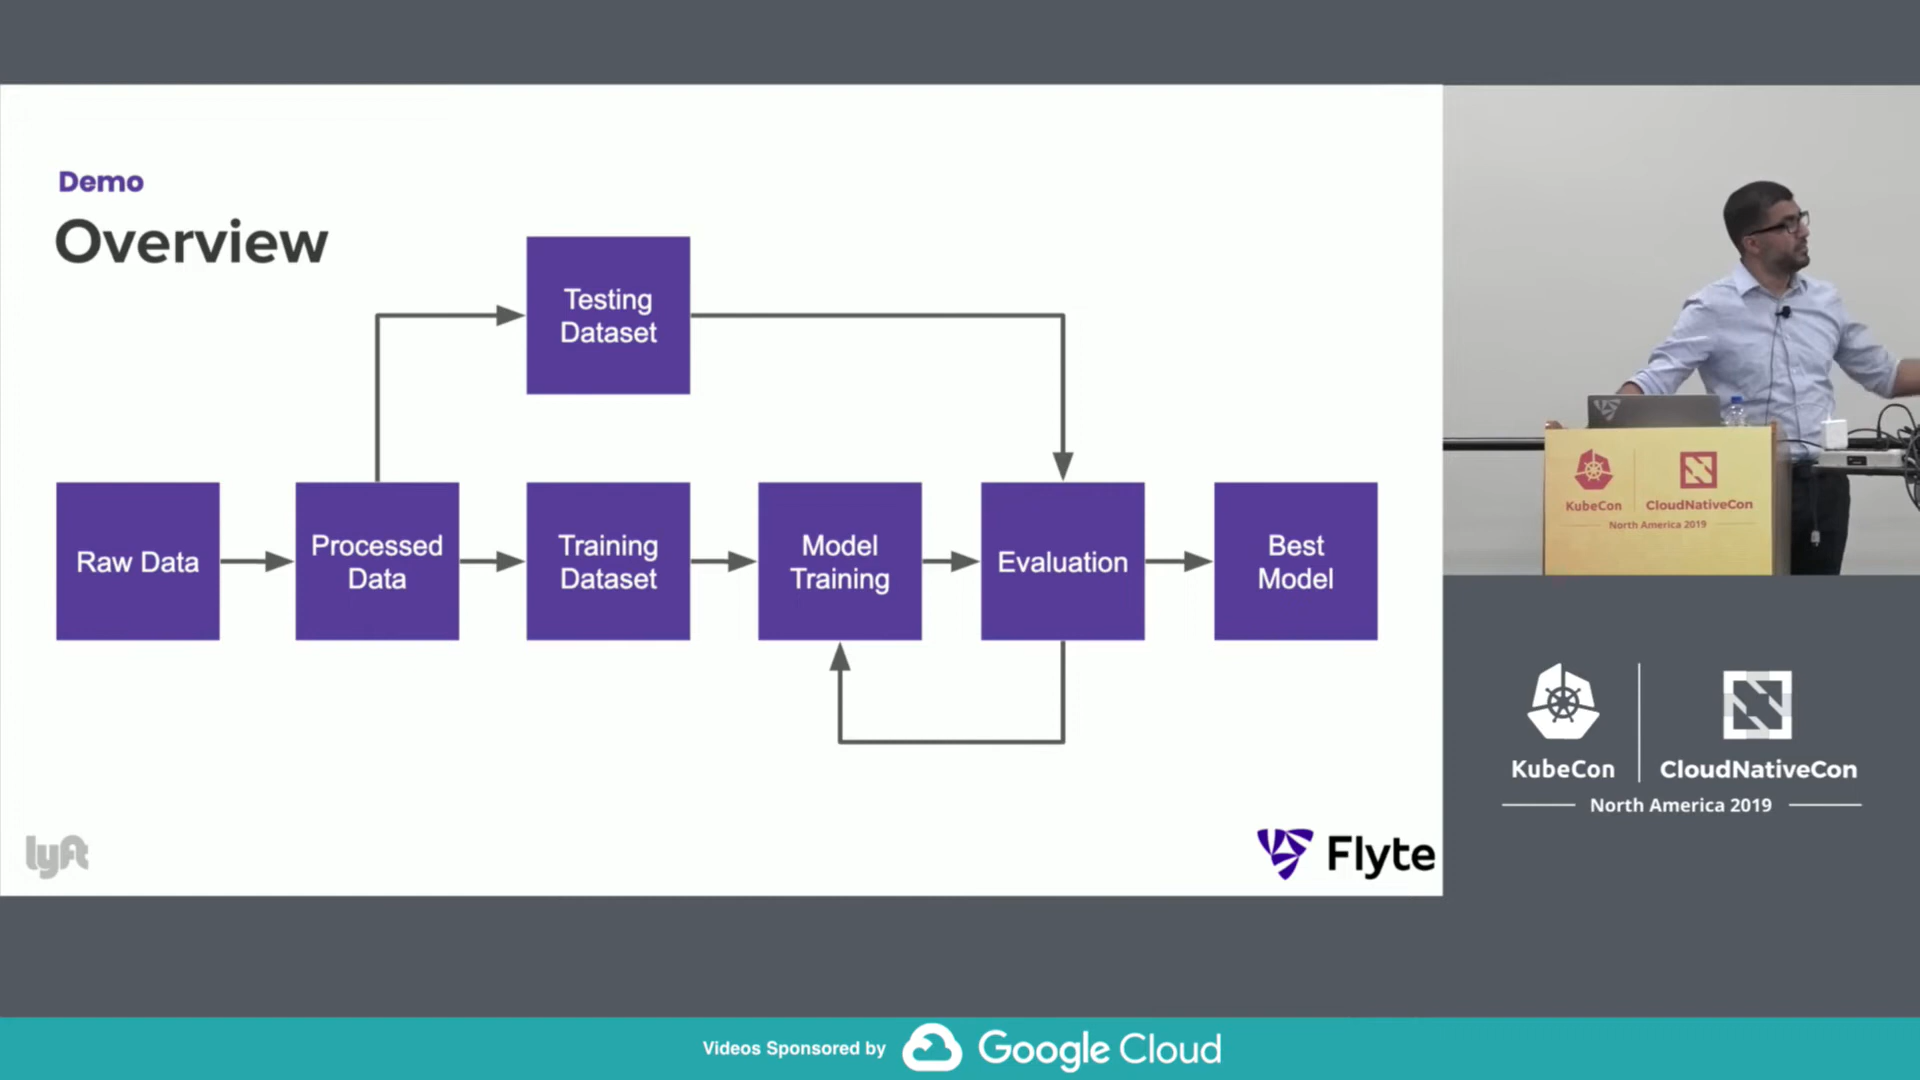 Demo
Overview
Testing
Dataset
Raw Data
Processed
Data
Training
Dataset
Model
Training
Evaluation
Best
Model
lyft
Flyte
KubeCon
CloudNativeCon
North America 2019
KubeCon
CloudNativeCon
North America 2019
Videos Sponsored by
Google Cloud